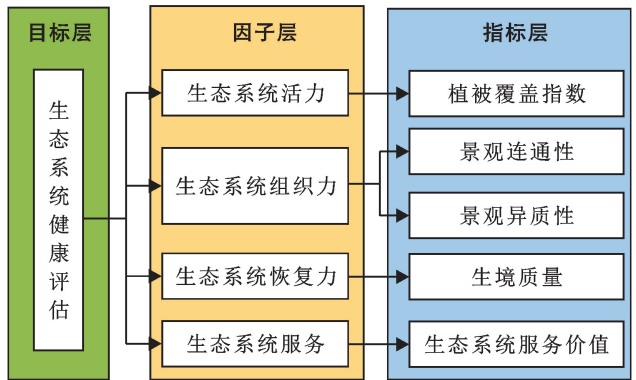 目标层
因子层
指标层
生态系统健康评估
生态系统活力
植被覆盖指数
生态系统组织力
景观连通性
景观异质性
生态系统恢复力
生境质量
生态系统服务
生态系统服务价值